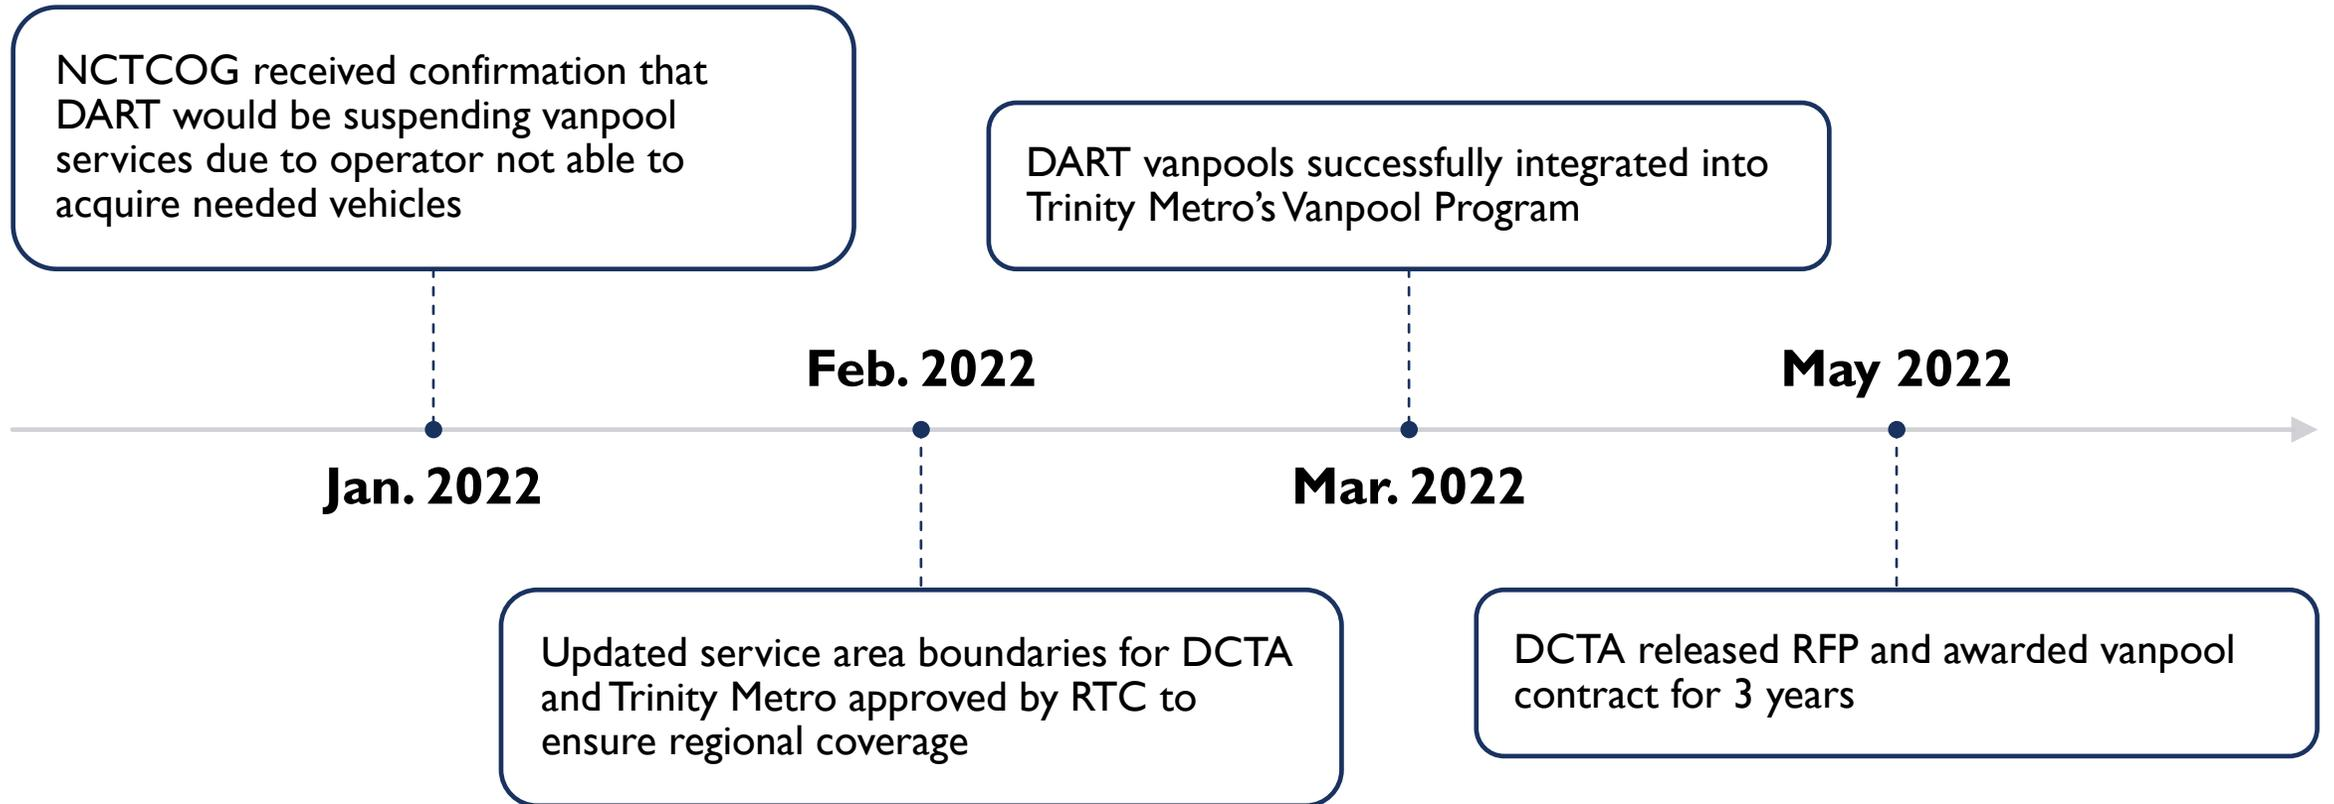 NCTCOG received confirmation that
DART would be suspending vanpool
services due to operator not able to
acquire needed vehicles
DART vanpools successfully integrated into
Trinity Metro’s Vanpool Program
Feb. 2022
May 2022
Jan. 2022
Mar. 2022
Updated service area boundaries for DCTA
and Trinity Metro approved by RTC to
ensure regional coverage
DCTA released RFP and awarded vanpool
contract for 3 years